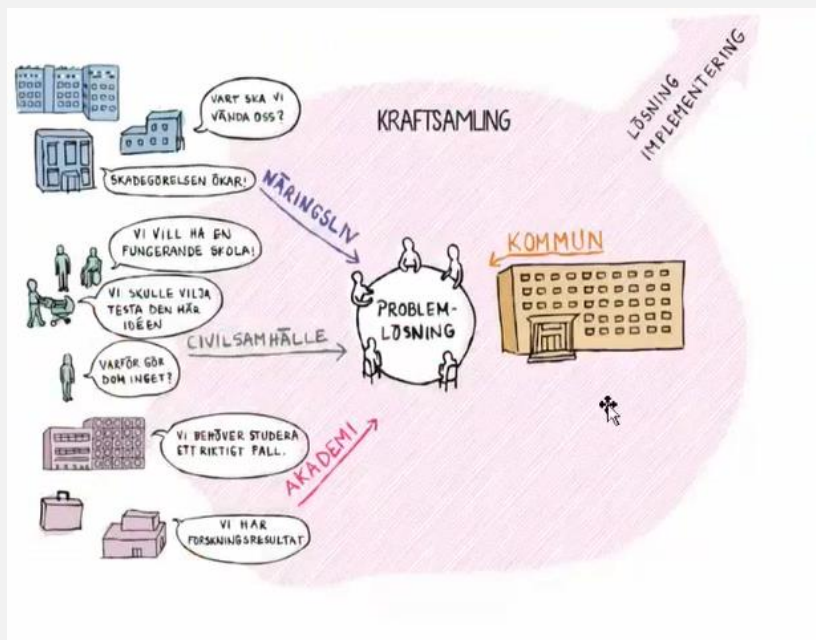 VART SKA VI
VÄNDA OSS?
SKADEGÖRELSEN ÖKAR!
KRAFTSAMLING
LÖSNING
IMPLEMENTERING
NÄRINGSLIV
VI VILL HA EN
FUNGERANDE SKOLA!
VI SKULLE VILJA
TESTA DEN HÄR
IDÉEN
CIVILSAMHÄLLE
VARFÖR GÖR
DOM INGET?
PROBLEM-
LÖSNING
KOMMUN
VI BEHÖVER STUDERA
ETT RIKTIGT FALL.
AKADEMI
VI HAR
FORSKNINGSRESULTAT